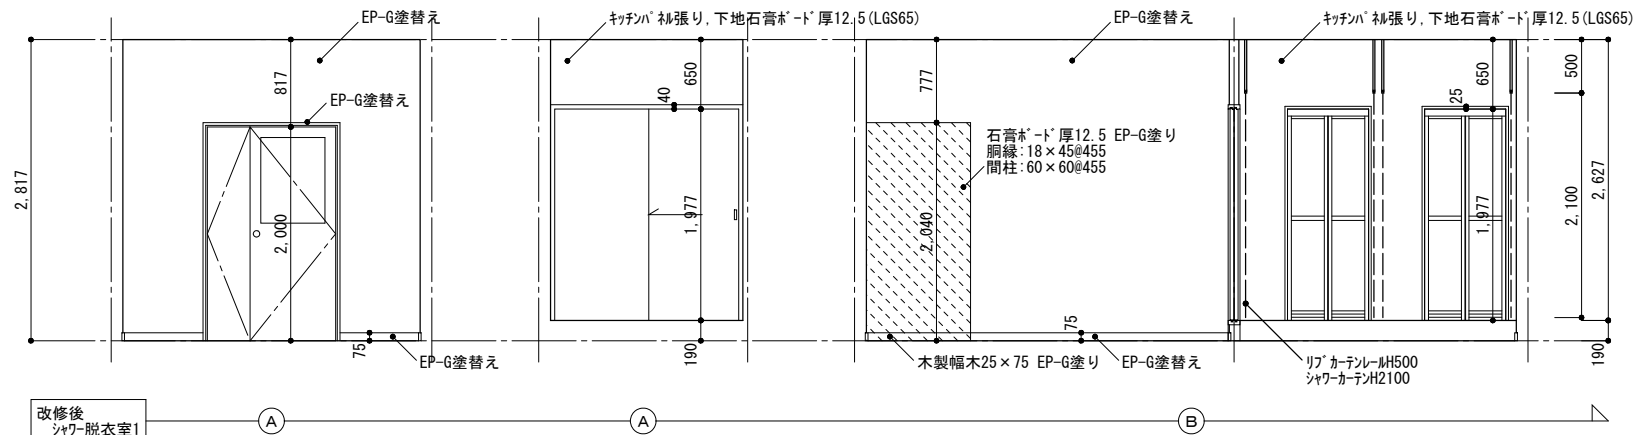 EP-G塗替え
ｷｯﾁﾝﾊﾟﾈﾙ張り, 下地石膏ﾎﾞｰﾄﾞ厚12.5(LGS65)
EP-G塗替え
ｷｯﾁﾝﾊﾟﾈﾙ張り, 下地石膏ﾎﾞｰﾄﾞ厚12.5(LGS65)
817
650
777
650
500
40
25
EP-G塗替え
石膏ﾎﾞｰﾄﾞ厚12.5 EP-G塗り
胴縁:18×45@455
間柱:60×60@455
2,817
2,000
1,977
2,040
1,977
2,100
2,627
75
75
190
190
EP-G塗替え
木製幅木25×75 EP-G塗り
EP-G塗替え
ﾘﾌﾞｶｰﾃﾝﾚｰﾙH500
ｼｬﾜｰｶｰﾃﾝH2100
改修後
ｼｬﾜｰ脱衣室1
A
A
B